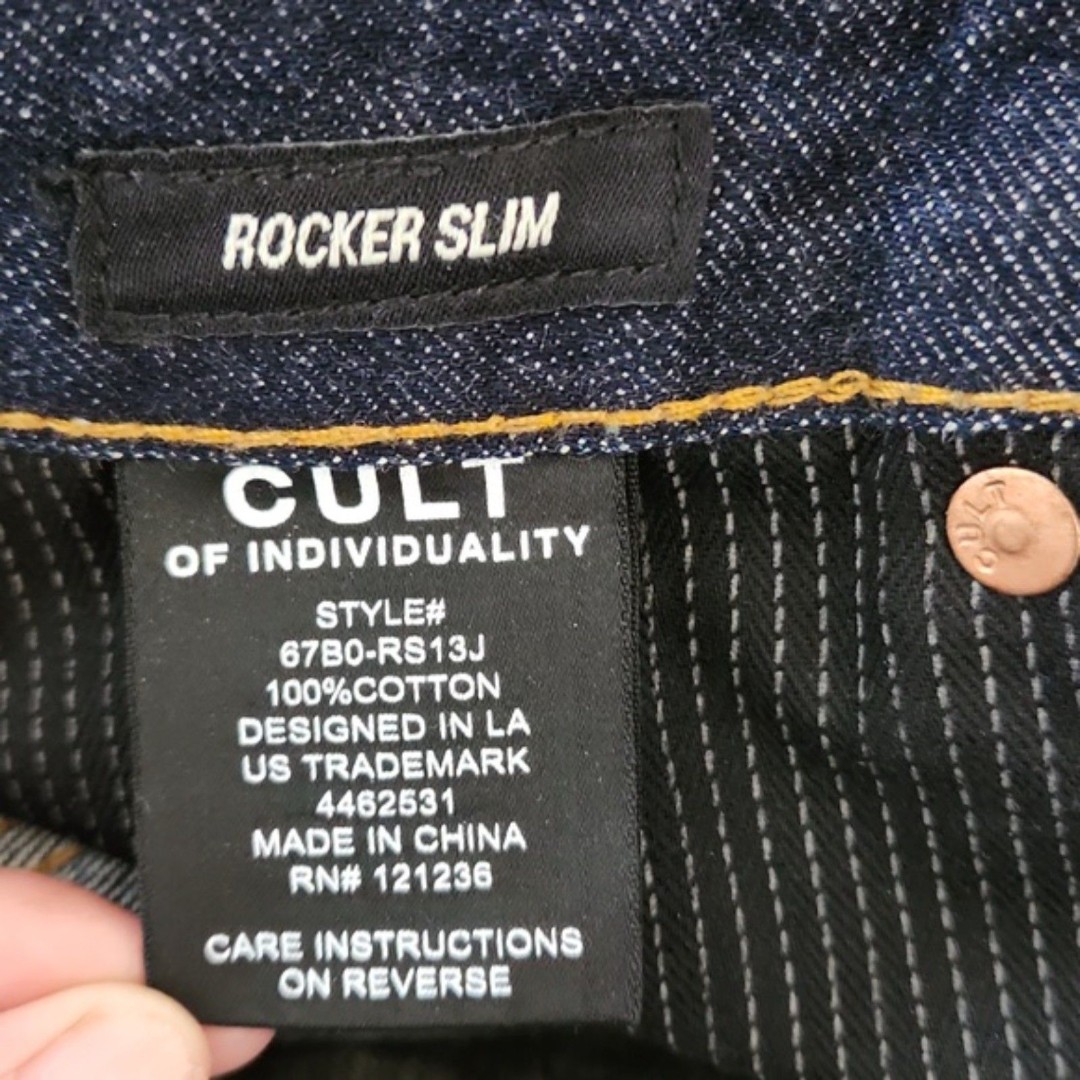 ROCKER SLIM
CULT
OF INDIVIDUALITY
STYLE#
67B0-RS13J
100%COTTON
DESIGNED IN LA
US TRADEMARK
4462531
MADE IN CHINA
RN# 121236
CARE INSTRUCTIONS
ON REVERSE
CULT